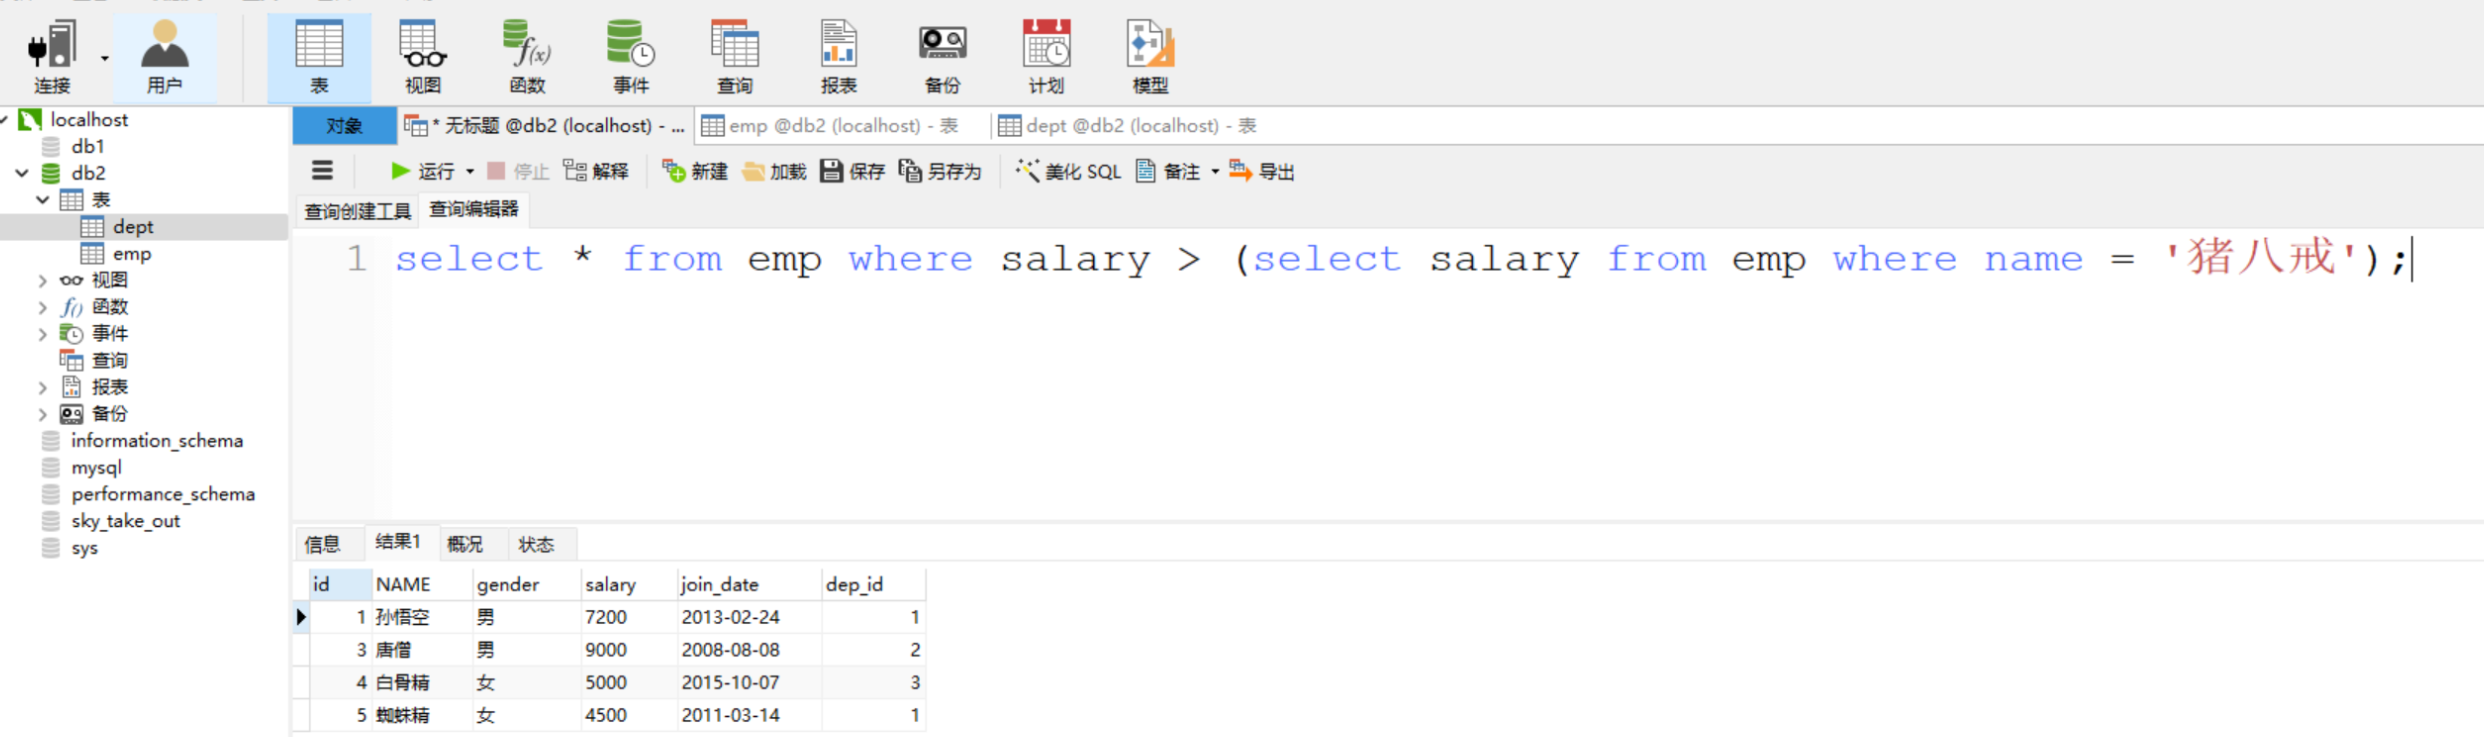 连接 用户 表 视图 函数 事件 查询 报表 备份 计划 模型
localhost
db1
db2
表
dept
emp
视图
函数
事件
查询
报表
备份
information_schema
mysql
performance_schema
sky_take_out
sys
对象 * 无标题 @db2 (localhost) - ... emp @db2 (localhost) - 表 dept @db2 (localhost) - 表
运行 停止 解释 新建 加载 保存 另存为 美化 SQL 备注 导出
查询创建工具 查询编辑器
1 select * from emp where salary > (select salary from emp where name = '猪八戒');
信息 结果1 概况 状态
id NAME gender salary join_date dep_id
1 孙悟空 男 7200 2013-02-24 1
3 唐僧 男 9000 2008-08-08 2
4 白骨精 女 5000 2015-10-07 3
5 蜘蛛精 女 4500 2011-03-14 1